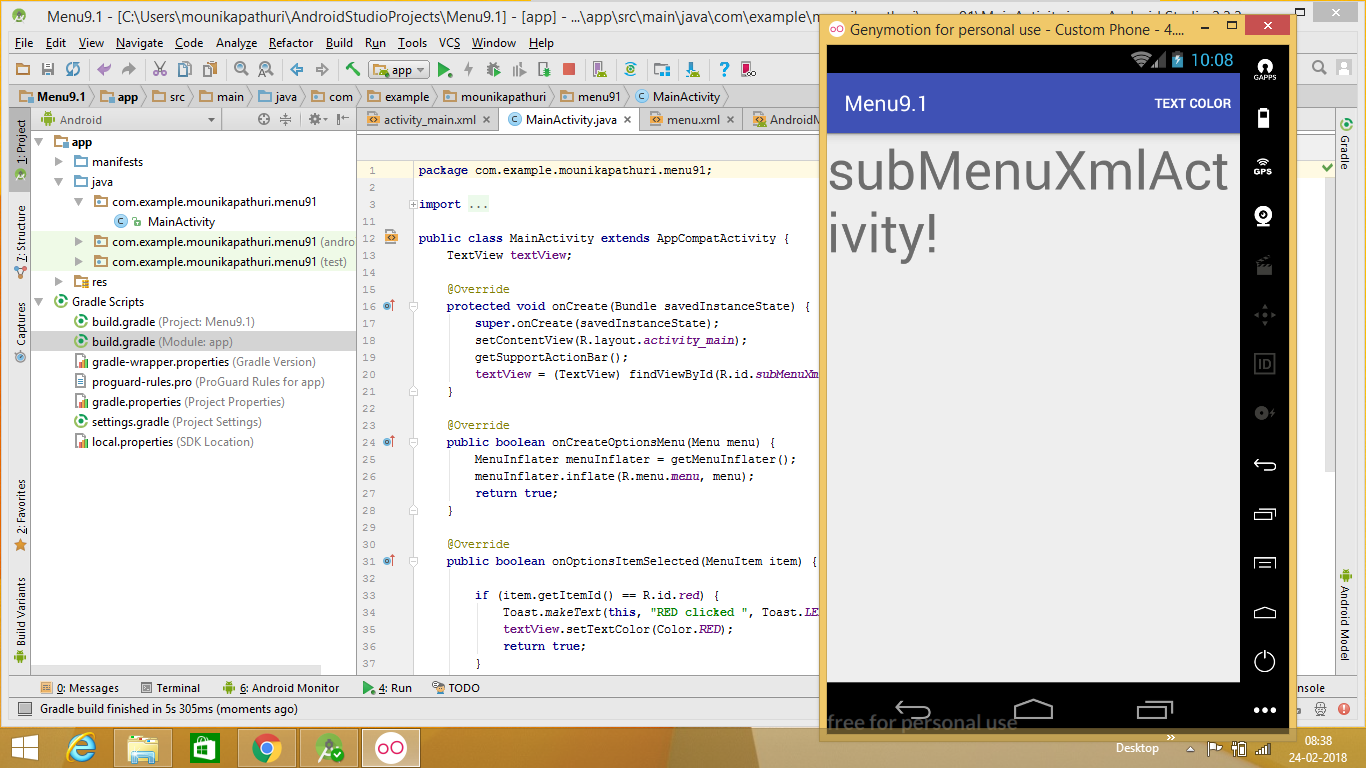 Menu9.1 - [C:\Users\mounikapathuri\AndroidStudioProjects\Menu9.1] - [app] - ...\app\src\main\java\com\example\
File Edit View Navigate Code Analyze Refactor Build Run Tools VCS Window Help
app
Menu9.1 app src main java com example mounikapathuri menu91 MainActivity
Android
activity_main.xml MainActivity.java menu.xml
1: Project
7: Structure
Captures
2: Favorites
Build Variants
app
manifests
java
com.example.mounikapathuri.menu91
MainActivity
com.example.mounikapathuri.menu91 (andro
com.example.mounikapathuri.menu91 (test)
res
Gradle Scripts
build.gradle (Project: Menu9.1)
build.gradle (Module: app)
gradle-wrapper.properties (Gradle Version)
proguard-rules.pro (ProGuard Rules for app)
gradle.properties (Project Properties)
settings.gradle (Project Settings)
local.properties (SDK Location)
1 package com.example.mounikapathuri.menu91;
2
3 import ...
11
12 public class MainActivity extends AppCompatActivity {
13 TextView textView;
14
15 @Override
16 protected void onCreate(Bundle savedInstanceState) {
17 super.onCreate(savedInstanceState);
18 setContentView(R.layout.activity_main);
19 getSupportActionBar();
20 textView = (TextView) findViewById(R.id.subMenuXm
21 }
22
23 @Override
24 public boolean onCreateOptionsMenu(Menu menu) {
25 MenuInflater menuInflater = getMenuInflater();
26 menuInflater.inflate(R.menu.menu, menu);
27 return true;
28 }
29
30 @Override
31 public boolean onOptionsItemSelected(MenuItem item) {
32
33 if (item.getItemId() == R.id.red) {
34 Toast.makeText(this, "RED clicked ", Toast.LE
35 textView.setTextColor(Color.RED);
36 return true;
37 }
Genymotion for personal use - Custom Phone - 4....
10:08
Menu9.1 TEXT COLOR
subMenuXmlAct
ivity!
free for personal use
GAPPS
GPS
ID
Gradle
Android Model
0: Messages Terminal 6: Android Monitor 4: Run TODO
nsole
Gradle build finished in 5s 305ms (moments ago)
Desktop
08:38
24-02-2018